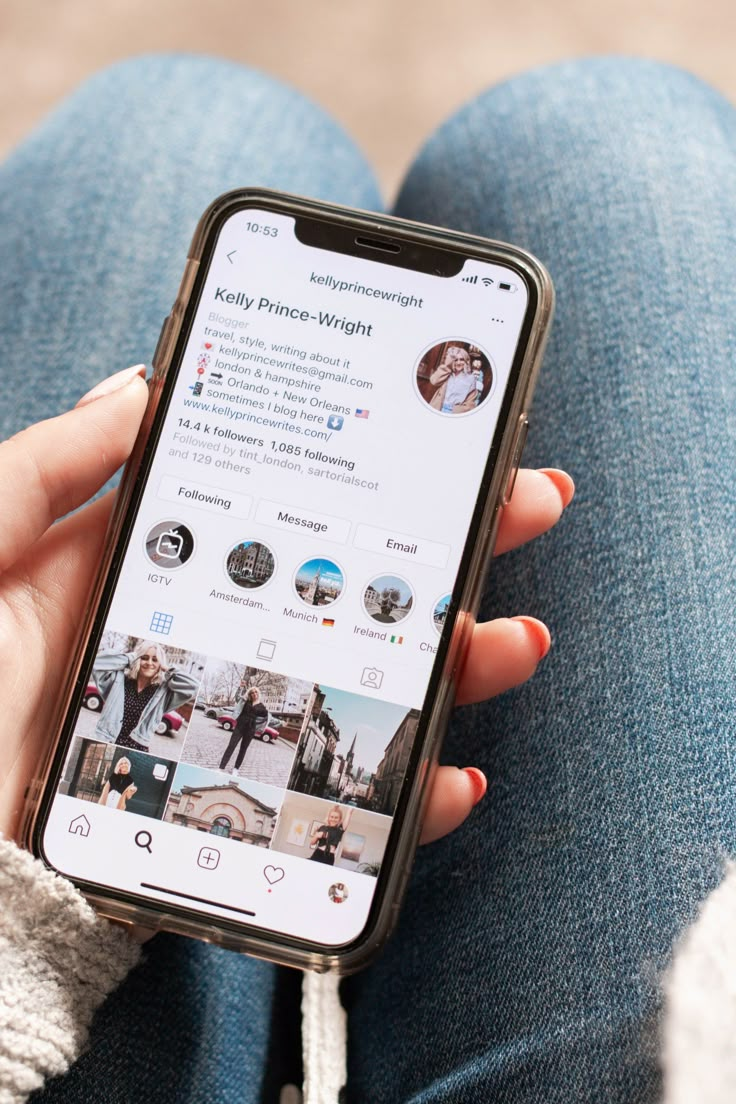 10:53
kellyprincewright
Kelly Prince-Wright
Blogger
travel, style, writing about it
💌 kellyprincewrites@gmail.com
london & hampshire
SOON Orlando + New Orleans 🇺🇸
📲 sometimes I blog here ⬇️
www.kellyprincewrites.com/
14.4 k followers 1,085 following
Followed by tint_london, sartorialscot
and 129 others
Following Message Email
IGTV Amsterdam... Munich 🇩🇪 Ireland 🇮🇪 Cha